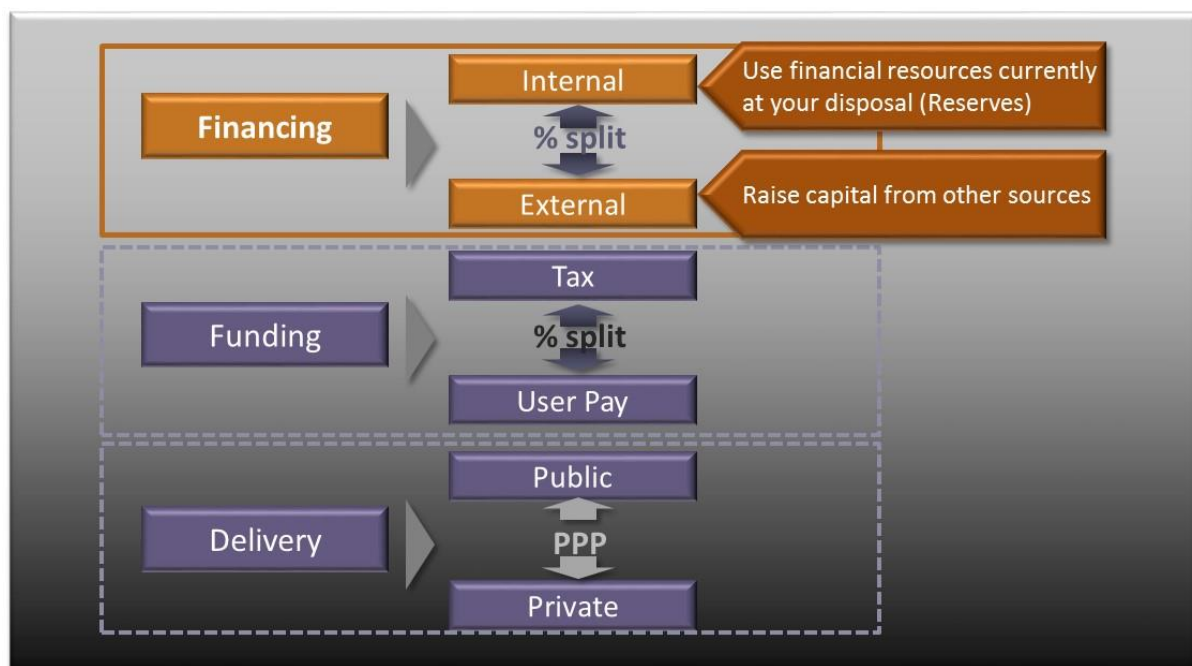 Financing
Internal
% split
External
Use financial resources currently
at your disposal (Reserves)
Raise capital from other sources
Funding
Tax
% split
User Pay
Delivery
Public
PPP
Private